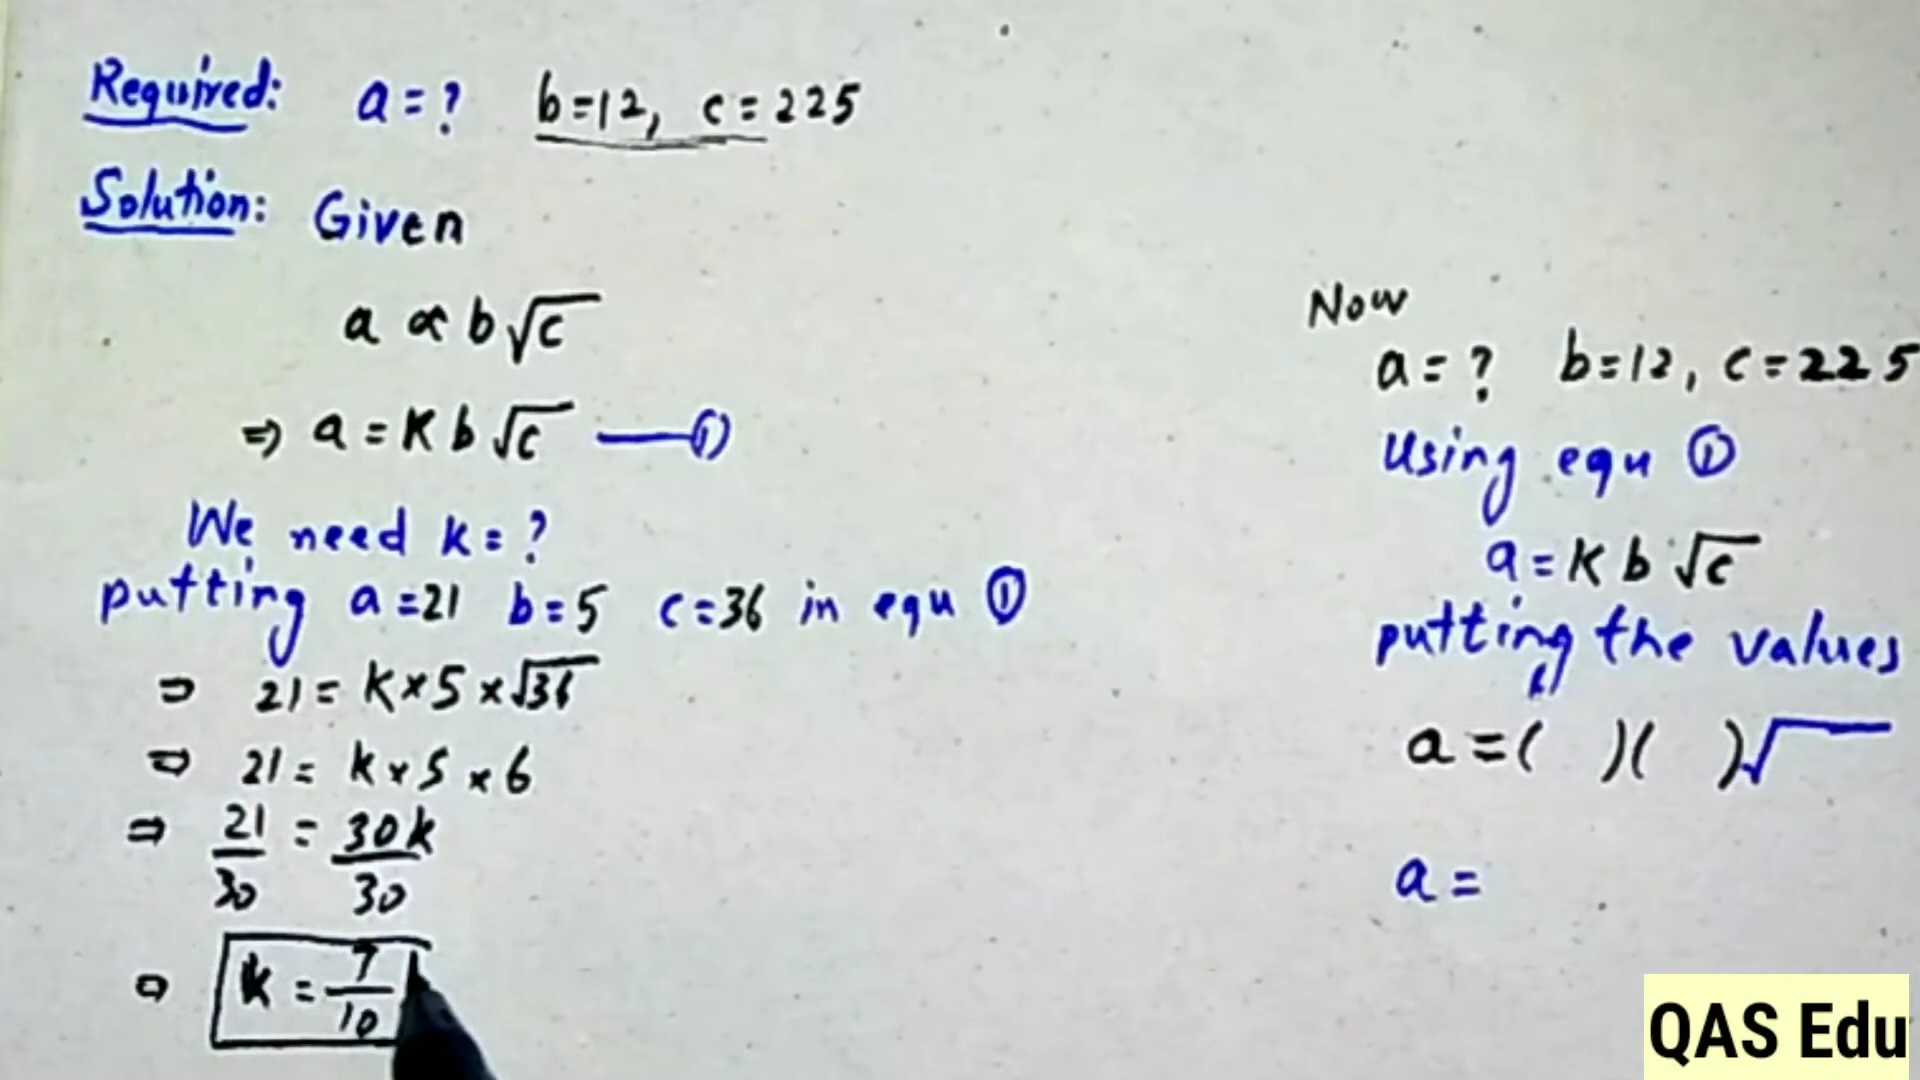 Required: a = ? b=12, c = 225
Solution: Given
a ∝ b√c
⇒ a = K b √c —— ①
We need k = ?
putting a = 21 b = 5 c = 36 in equ ①
⇒ 21 = k × 5 × √36
⇒ 21 = k × 5 × 6
⇒ 21/30 = 30k/30
⇒ k = 7/10
Now
a = ? b = 12, c = 225
Using equ ①
a = K b √c
putting the values
a = ( )( )√
a =
QAS Edu